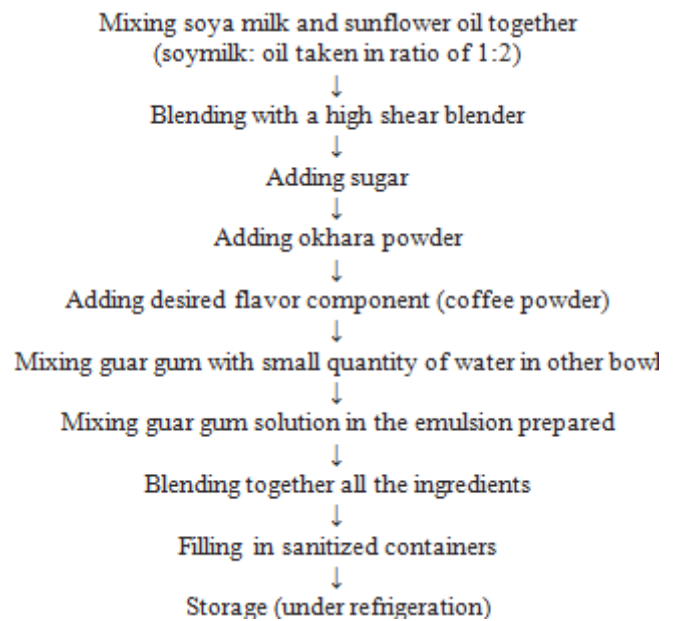 Mixing soya milk and sunflower oil together
(soymilk: oil taken in ratio of 1:2)
↓
Blending with a high shear blender
↓
Adding sugar
↓
Adding okhara powder
↓
Adding desired flavor component (coffee powder)
↓
Mixing guar gum with small quantity of water in other bowl
↓
Mixing guar gum solution in the emulsion prepared
↓
Blending together all the ingredients
↓
Filling in sanitized containers
↓
Storage (under refrigeration)